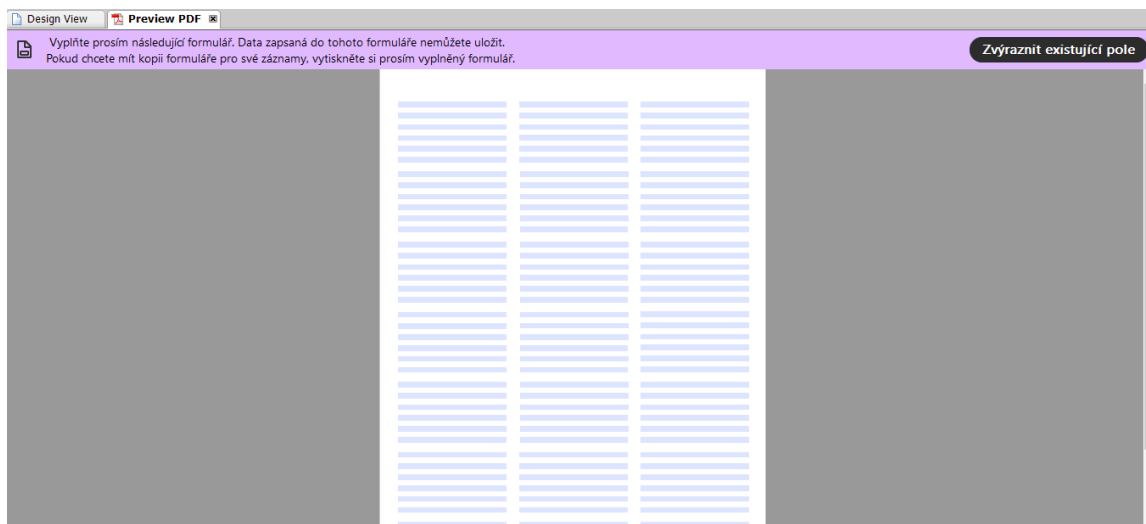 Design View
Preview PDF
Vyplňte prosím následující formulář. Data zapsaná do tohoto formuláře nemůžete uložit.
Pokud chcete mít kopii formuláře pro své záznamy, vytiskněte si prosím vyplněný formulář.
Zvýraznit existující pole